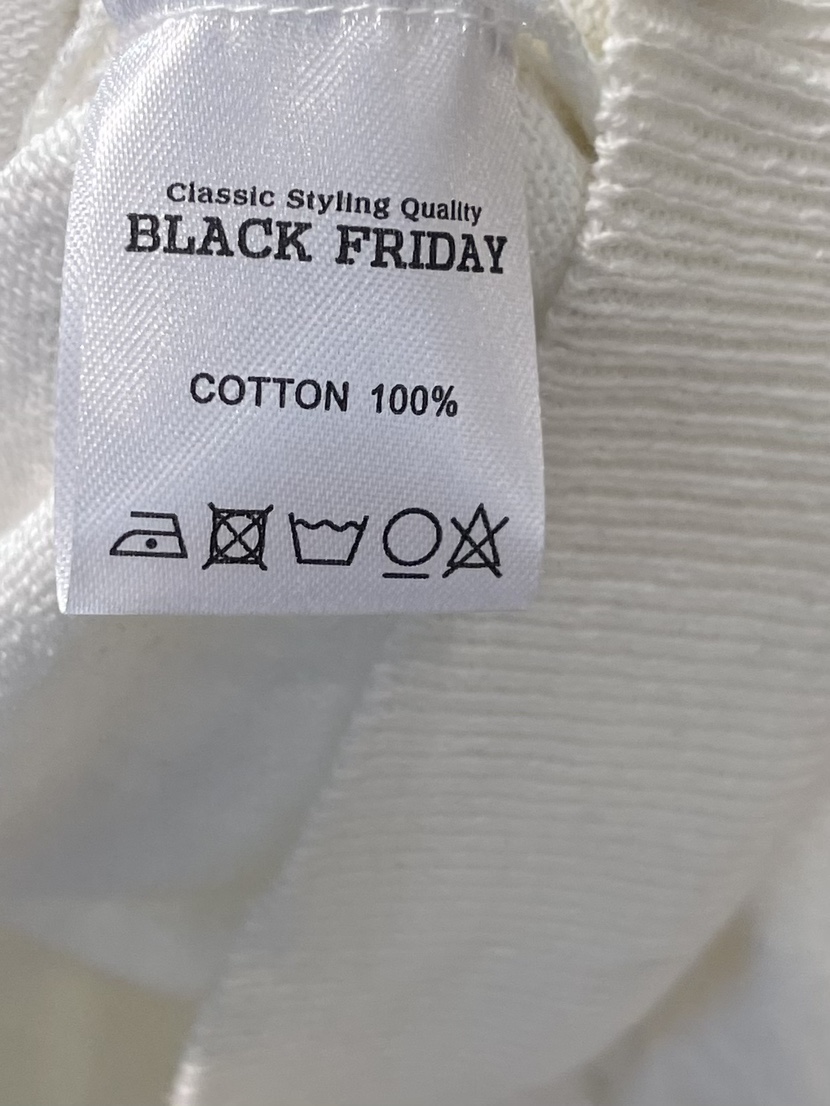 Classic Styling Quality
BLACK FRIDAY
COTTON 100%